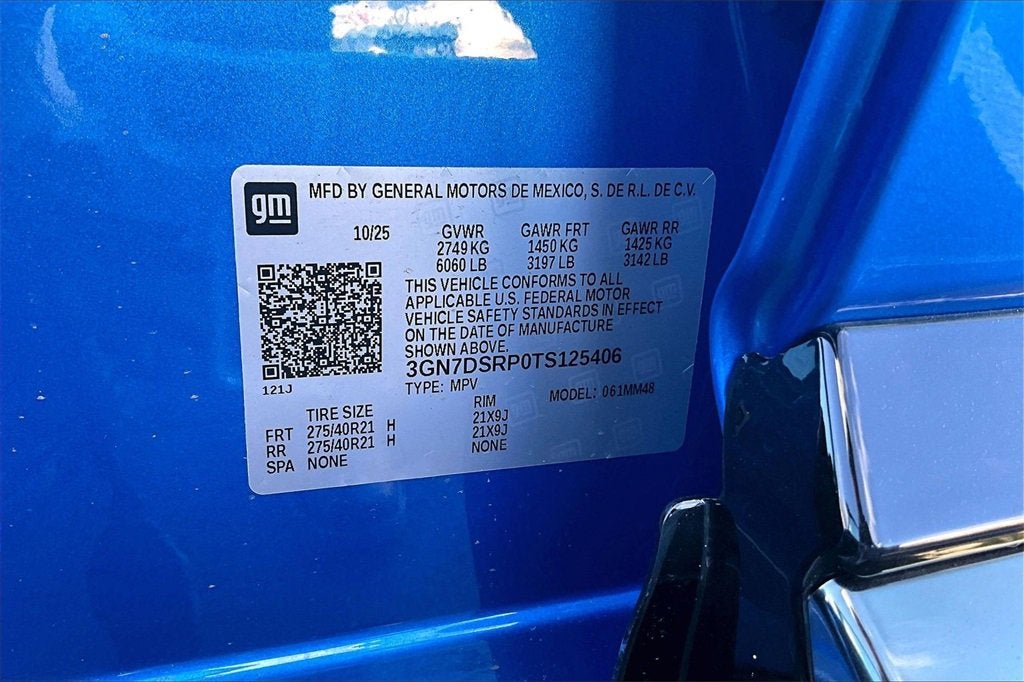 gm
MFD BY GENERAL MOTORS DE MEXICO, S. DE R.L. DE C.V.
10/25 GVWR GAWR FRT GAWR RR
2749 KG 1450 KG 1425 KG
6060 LB 3197 LB 3142 LB
THIS VEHICLE CONFORMS TO ALL
APPLICABLE U.S. FEDERAL MOTOR
VEHICLE SAFETY STANDARDS IN EFFECT
ON THE DATE OF MANUFACTURE
SHOWN ABOVE.
3GN7DSRP0TS125406
121J
TYPE: MPV MODEL: 061MM48
TIRE SIZE RIM
FRT 275/40R21 H 21X9J
RR 275/40R21 H 21X9J
SPA NONE NONE